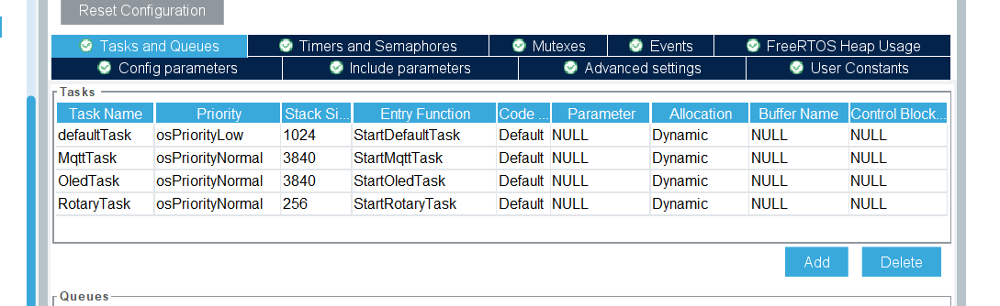 Reset Configuration
Tasks and Queues Timers and Semaphores Mutexes Events FreeRTOS Heap Usage
Config parameters Include parameters Advanced settings User Constants
Tasks
Task Name Priority Stack Si... Entry Function Code ... Parameter Allocation Buffer Name Control Block...
defaultTask osPriorityLow 1024 StartDefaultTask Default NULL Dynamic NULL NULL
MqttTask osPriorityNormal 3840 StartMqttTask Default NULL Dynamic NULL NULL
OledTask osPriorityNormal 3840 StartOledTask Default NULL Dynamic NULL NULL
RotaryTask osPriorityNormal 256 StartRotaryTask Default NULL Dynamic NULL NULL
Add Delete
Queues